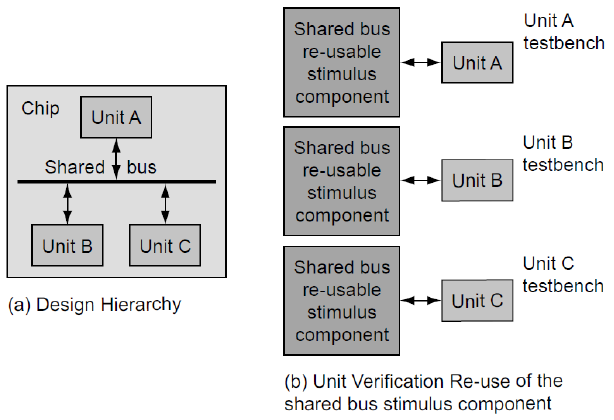 Chip
Unit A
Shared bus
Unit B
Unit C
(a) Design Hierarchy
Shared bus
re-usable
stimulus
component
Unit A
Unit A
testbench
Shared bus
re-usable
stimulus
component
Unit B
Unit B
testbench
Shared bus
re-usable
stimulus
component
Unit C
Unit C
testbench
(b) Unit Verification Re-use of the
shared bus stimulus component